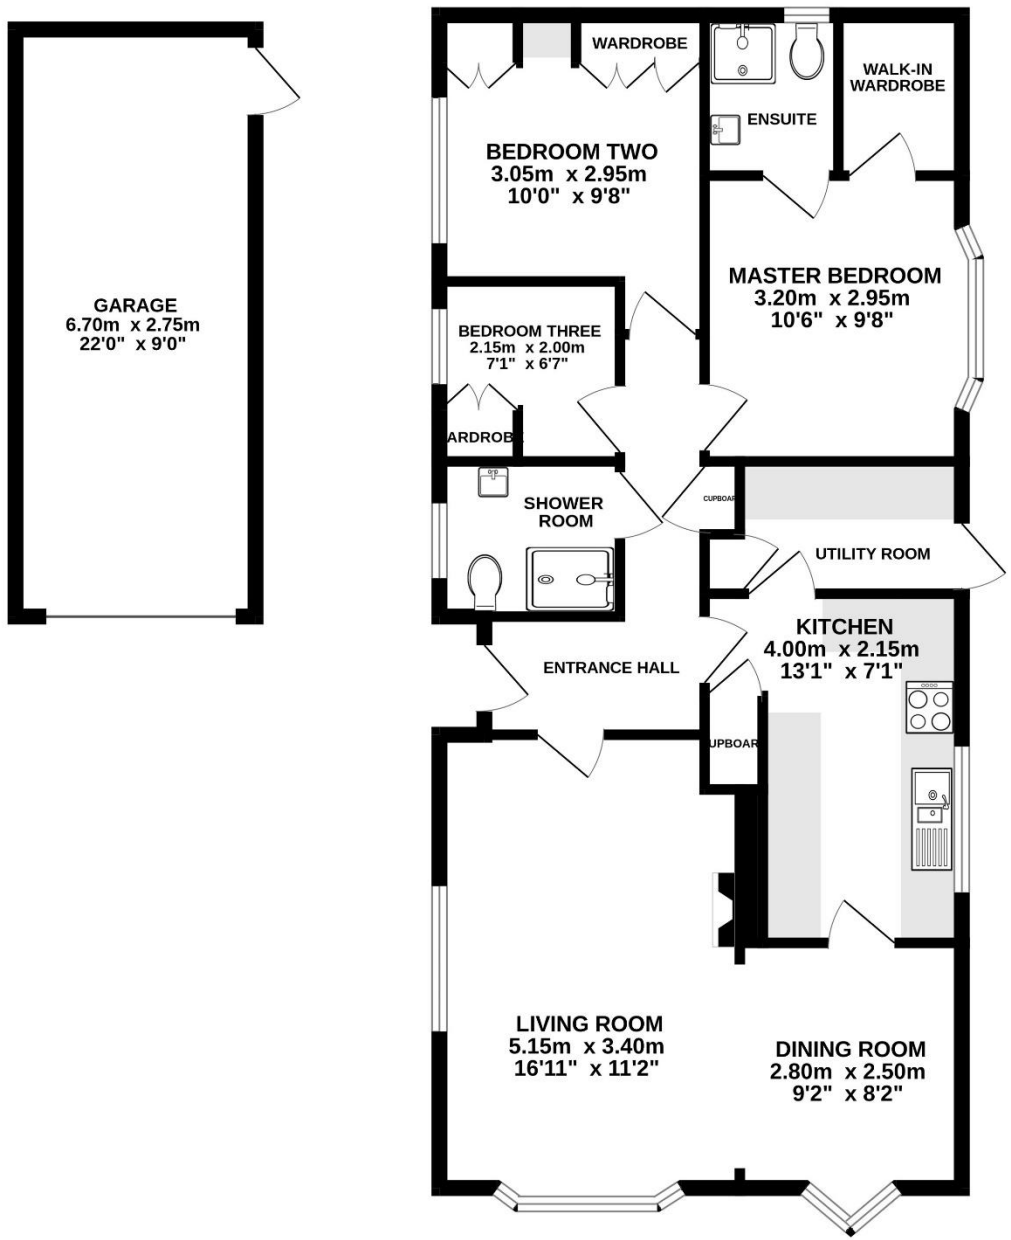 WARDROBE
WALK-IN
WARDROBE
ENSUITE
BEDROOM TWO
3.05m x 2.95m
10'0" x 9'8"
MASTER BEDROOM
3.20m x 2.95m
10'6" x 9'8"
GARAGE
6.70m x 2.75m
22'0" x 9'0"
BEDROOM THREE
2.15m x 2.00m
7'1" x 6'7"
ARDROBE
SHOWER
ROOM
CUPBOAR
UTILITY ROOM
KITCHEN
4.00m x 2.15m
13'1" x 7'1"
ENTRANCE HALL
UPBOAR
LIVING ROOM
5.15m x 3.40m
16'11" x 11'2"
DINING ROOM
2.80m x 2.50m
9'2" x 8'2"